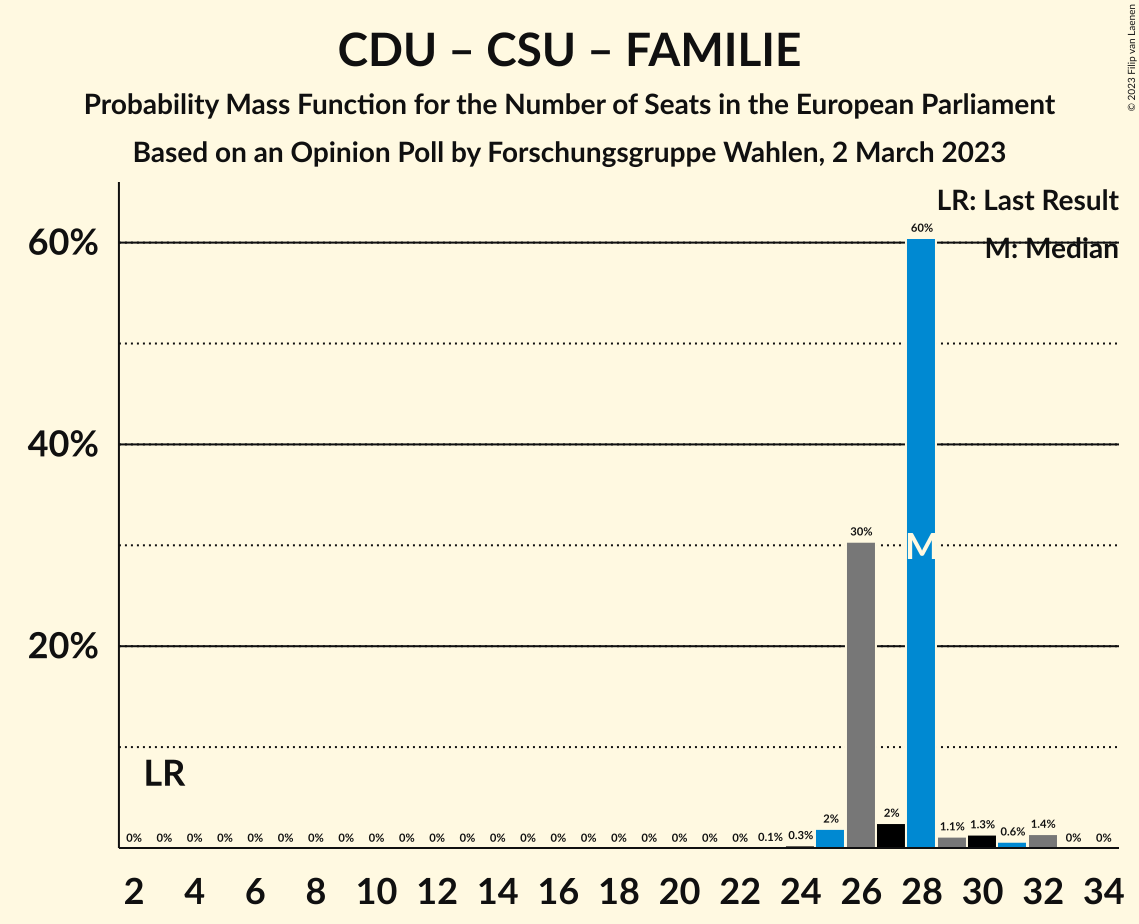 CDU – CSU – FAMILIE
Probability Mass Function for the Number of Seats in the European Parliament
Based on an Opinion Poll by Forschungsgruppe Wahlen, 2 March 2023
© 2023 Filip van Laenen
LR: Last Result
M: Median
60%
40%
20%
60%
30%
M
LR
0% 0% 0% 0% 0% 0% 0% 0% 0% 0% 0% 0% 0% 0% 0% 0% 0% 0% 0% 0% 0% 0.1% 0.3% 2% 2% 1.1% 1.3% 0.6% 1.4% 0% 0%
2 4 6 8 10 12 14 16 18 20 22 24 26 28 30 32 34